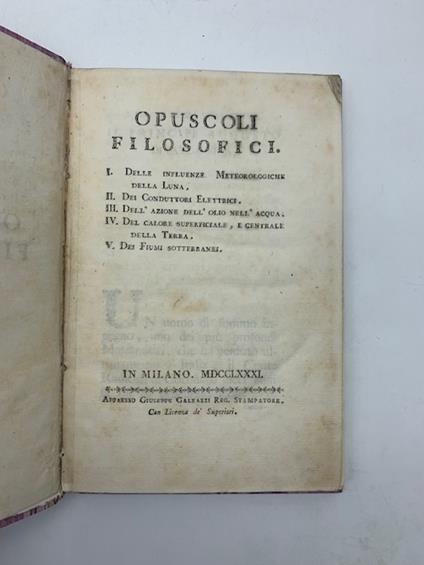 OPUSCOLI
FILOSOFICI.
I. DELLE INFLUENZE METEOROLOGICHE
DELLA LUNA.
II. DEI CONDUTTORI ELETTRICI.
III. DELL' AZIONE DELL' OLIO NELL' ACQUA.
IV. DEL CALORE SUPERFICIALE, E CENTRALE
DELLA TERRA.
V. DEI FIUMI SOTTERRANEI.
IN MILANO. MDCCLXXXI.
APPRESSO GIUSEPPE GALEAZZI REG. STAMPATORE.
Con Licenza de' Superiori.